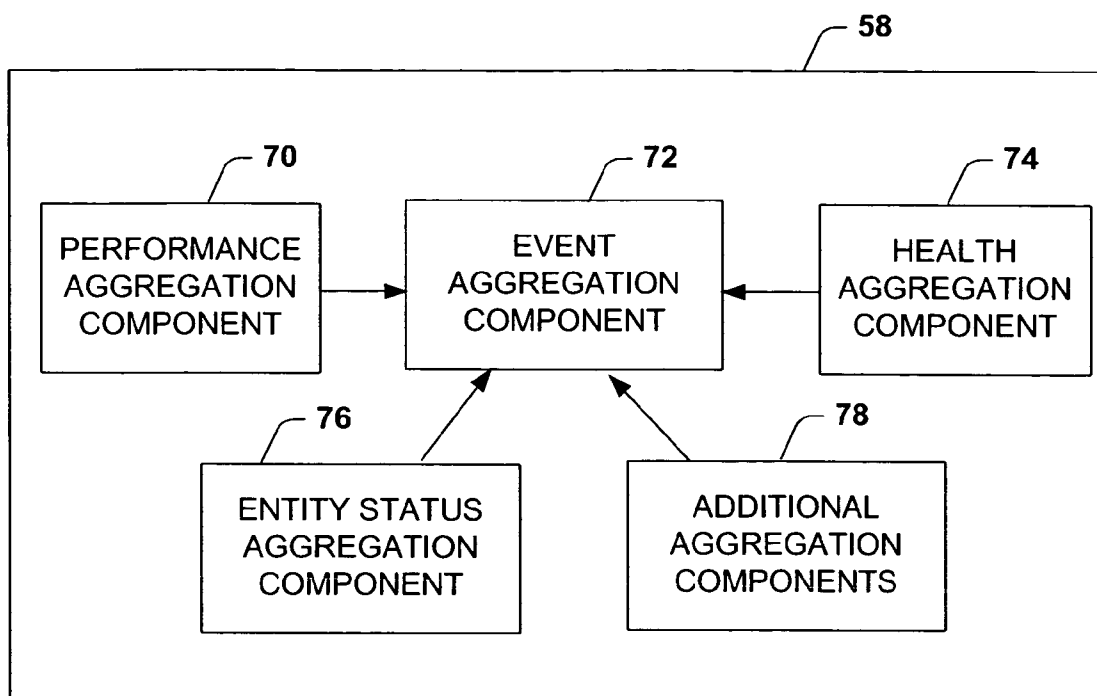 58
70
72
74
PERFORMANCE
AGGREGATION
COMPONENT
EVENT
AGGREGATION
COMPONENT
HEALTH
AGGREGATION
COMPONENT
76
78
ENTITY STATUS
AGGREGATION
COMPONENT
ADDITIONAL
AGGREGATION
COMPONENTS